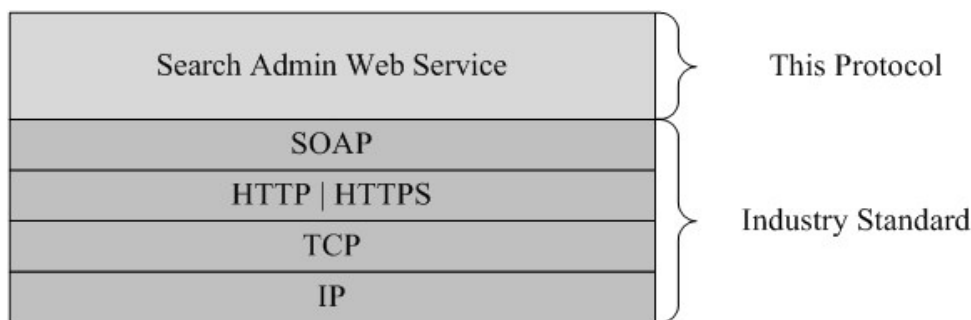 Search Admin Web Service
This Protocol
SOAP
HTTP | HTTPS
TCP
Industry Standard
IP